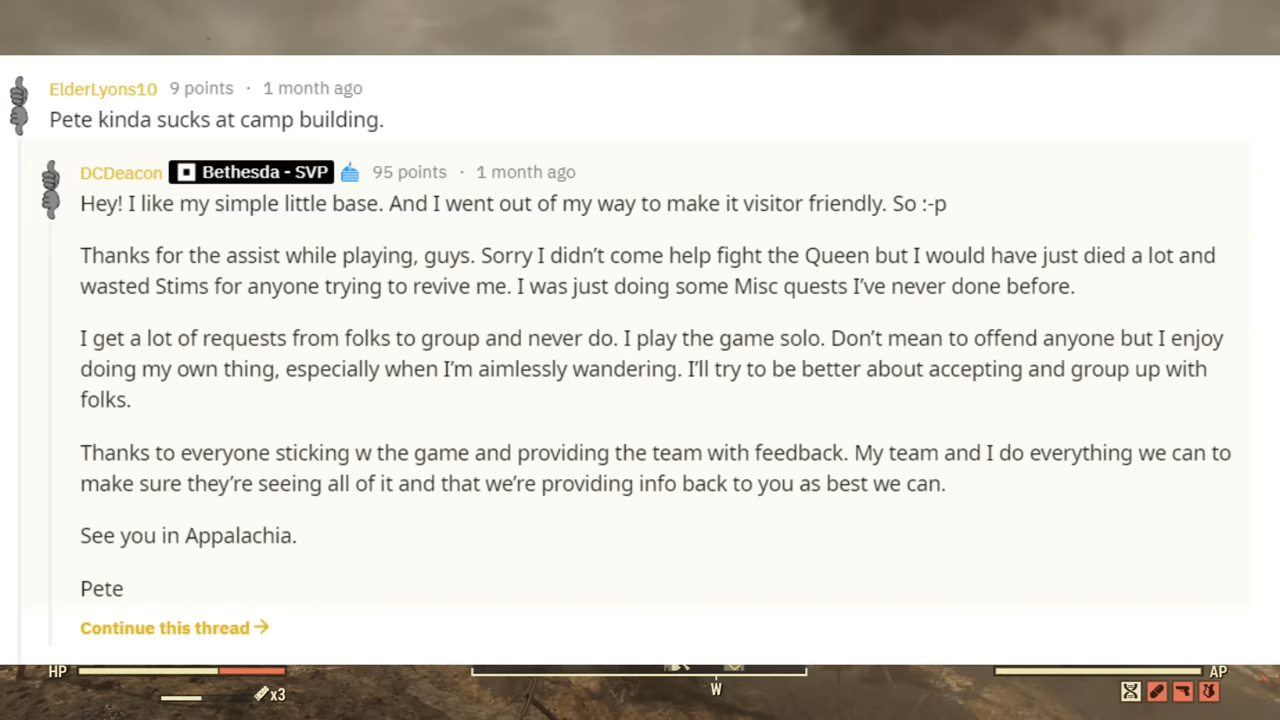 ElderLyons10 9 points · 1 month ago
Pete kinda sucks at camp building.
DCDeacon Bethesda - SVP 95 points · 1 month ago
Hey! I like my simple little base. And I went out of my way to make it visitor friendly. So :-p
Thanks for the assist while playing, guys. Sorry I didn’t come help fight the Queen but I would have just died a lot and
wasted Stims for anyone trying to revive me. I was just doing some Misc quests I’ve never done before.
I get a lot of requests from folks to group and never do. I play the game solo. Don’t mean to offend anyone but I enjoy
doing my own thing, especially when I’m aimlessly wandering. I’ll try to be better about accepting and group up with
folks.
Thanks to everyone sticking w the game and providing the team with feedback. My team and I do everything we can to
make sure they’re seeing all of it and that we’re providing info back to you as best we can.
See you in Appalachia.
Pete
Continue this thread →
HP AP
x3 W